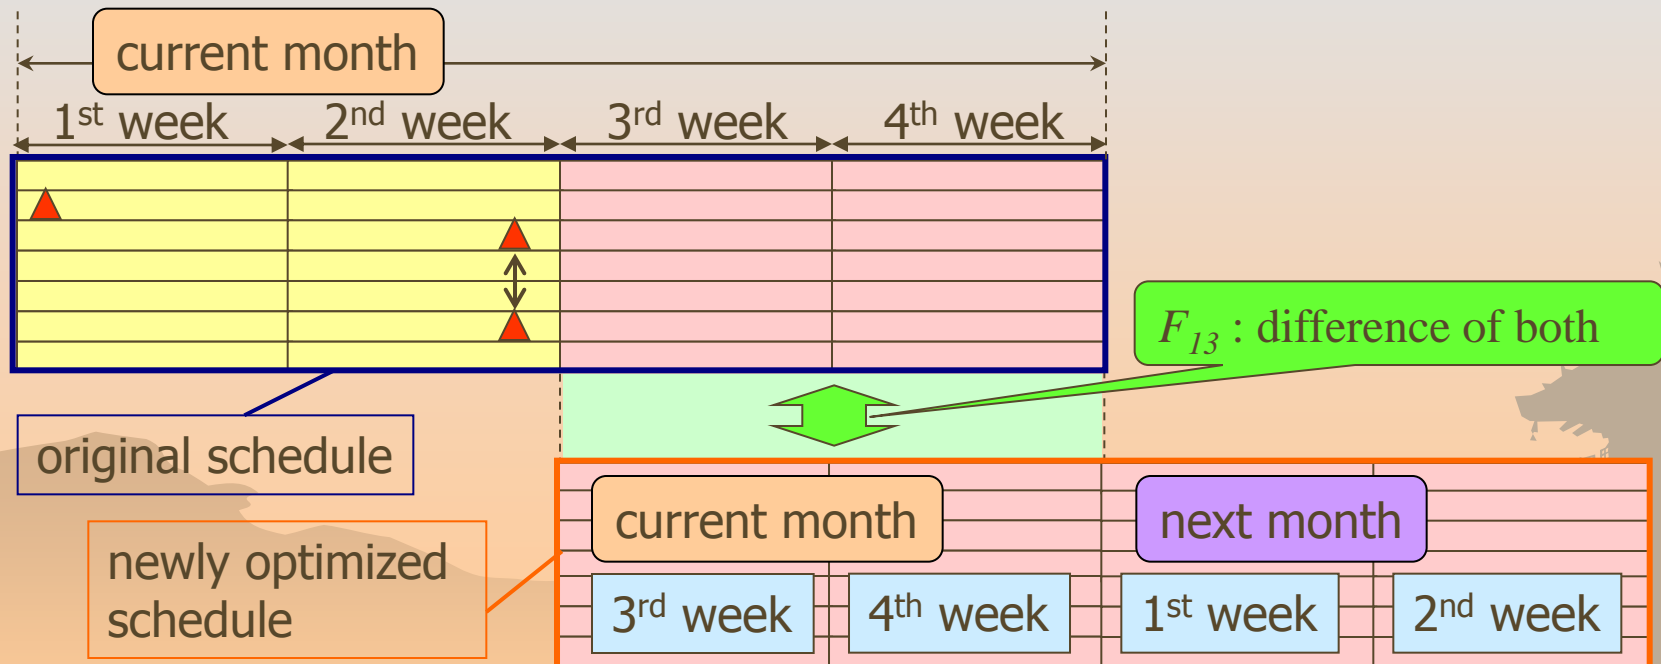 current month
1st week 2nd week 3rd week 4th week
F13 : difference of both
original schedule
current month
next month
newly optimized
schedule
3rd week 4th week 1st week 2nd week